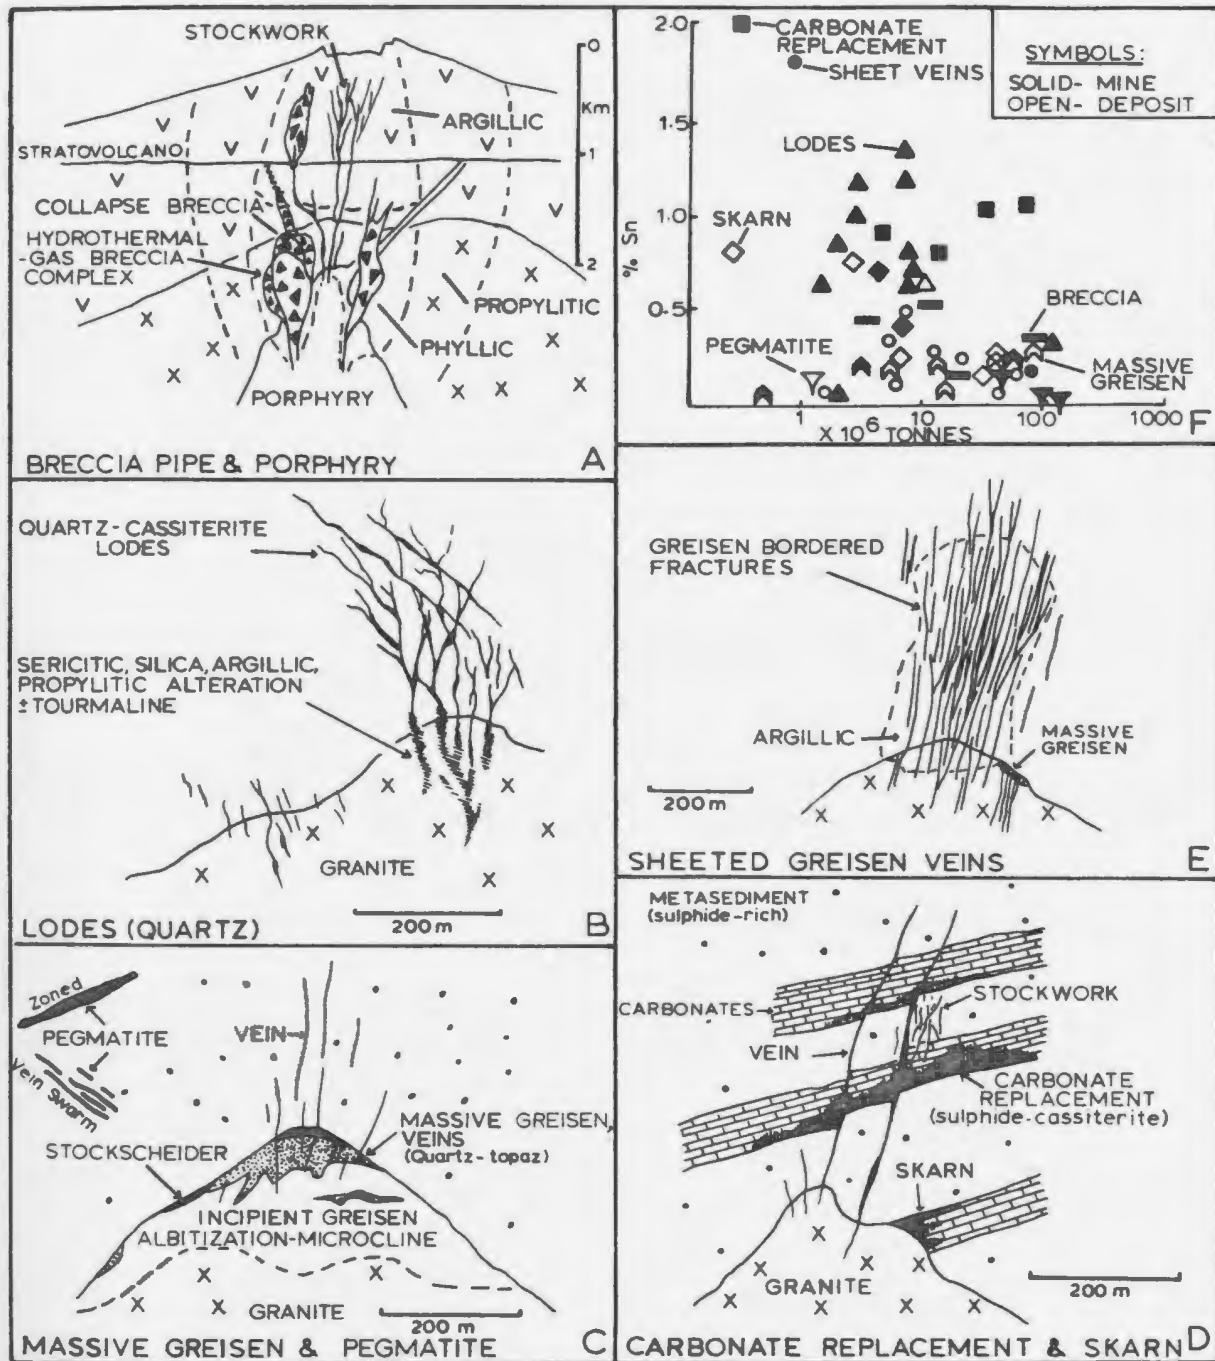 STOCKWORK
0
Km
ARGILLIC
STRATOVOLCANO
1
COLLAPSE BRECCIA
HYDROTHERMAL
-GAS BRECCIA
COMPLEX
2
PROPYLITIC
PHYLLIC
PORPHYRY
BRECCIA PIPE & PORPHYRY
A
2.0
CARBONATE
REPLACEMENT
SHEET VEINS
SYMBOLS:
SOLID- MINE
OPEN- DEPOSIT
1.5
LODES
SKARN
1.0
% Sn
0.5
BRECCIA
PEGMATITE
MASSIVE
GREISEN
1
10
100
1000
X 10⁶ TONNES
F
QUARTZ-CASSITERITE
LODES
SERICITIC, SILICA, ARGILLIC,
PROPYLITIC ALTERATION
±TOURMALINE
GRANITE
200 m
LODES (QUARTZ)
B
GREISEN BORDERED
FRACTURES
ARGILLIC
MASSIVE
GREISEN
200 m
SHEETED GREISEN VEINS
E
Zoned
PEGMATITE
Vein Swarm
VEIN
STOCKSCHEIDER
MASSIVE GREISEN,
VEINS
(Quartz-topaz)
INCIPIENT GREISEN
ALBITIZATION-MICROCLINE
GRANITE
200 m
MASSIVE GREISEN & PEGMATITE
C
METASEDIMENT
(sulphide-rich)
CARBONATES
STOCKWORK
VEIN
CARBONATE
REPLACEMENT
(sulphide-cassiterite)
SKARN
GRANITE
200 m
CARBONATE REPLACEMENT & SKARN
D